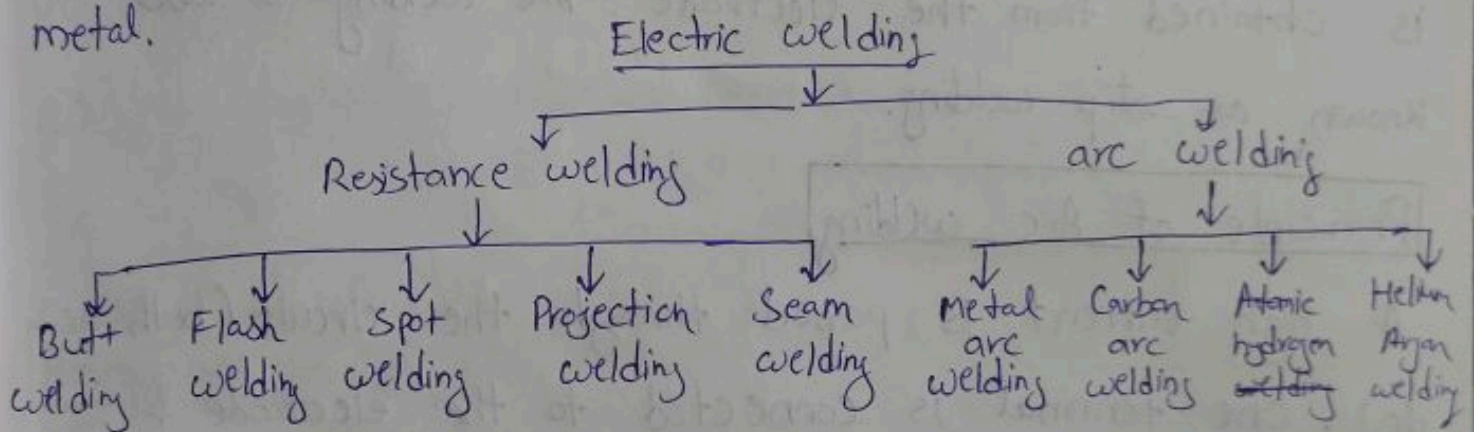 metal.
Electric welding
Resistance welding
arc welding
Butt welding
Flash welding
Spot welding
Projection welding
Seam welding
Metal arc welding
Carbon arc welding
Atomic hydrogen welding
Helium Argon welding